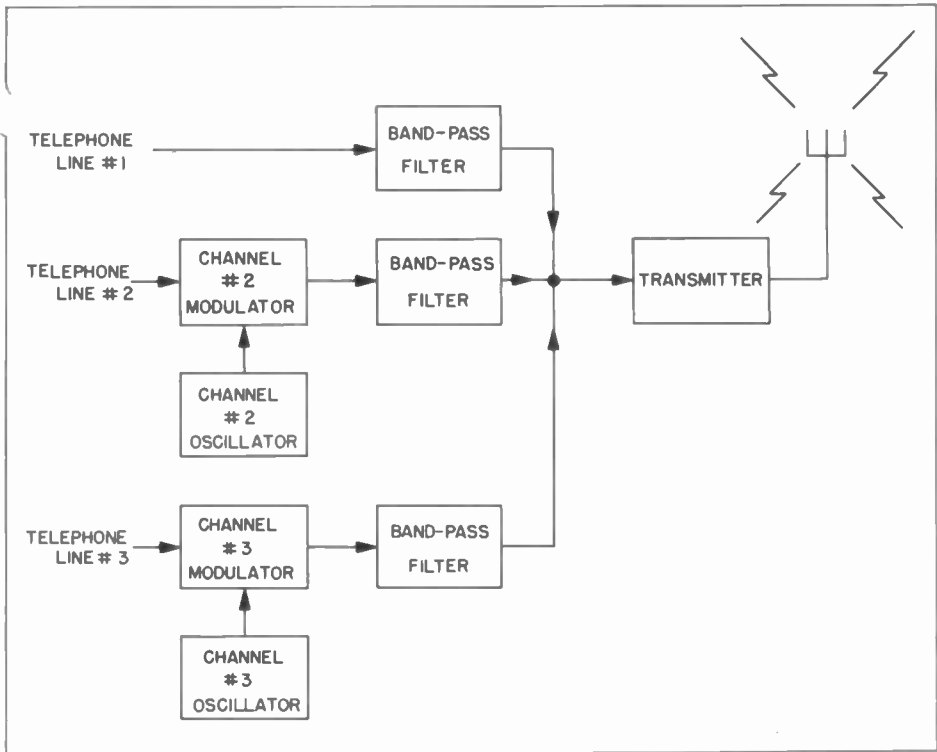 TELEPHONE
LINE #1
BAND-PASS
FILTER
TELEPHONE
LINE #2
CHANNEL
#2
MODULATOR
BAND-PASS
FILTER
TRANSMITTER
CHANNEL
#2
OSCILLATOR
TELEPHONE
LINE #3
CHANNEL
#3
MODULATOR
BAND-PASS
FILTER
CHANNEL
#3
OSCILLATOR